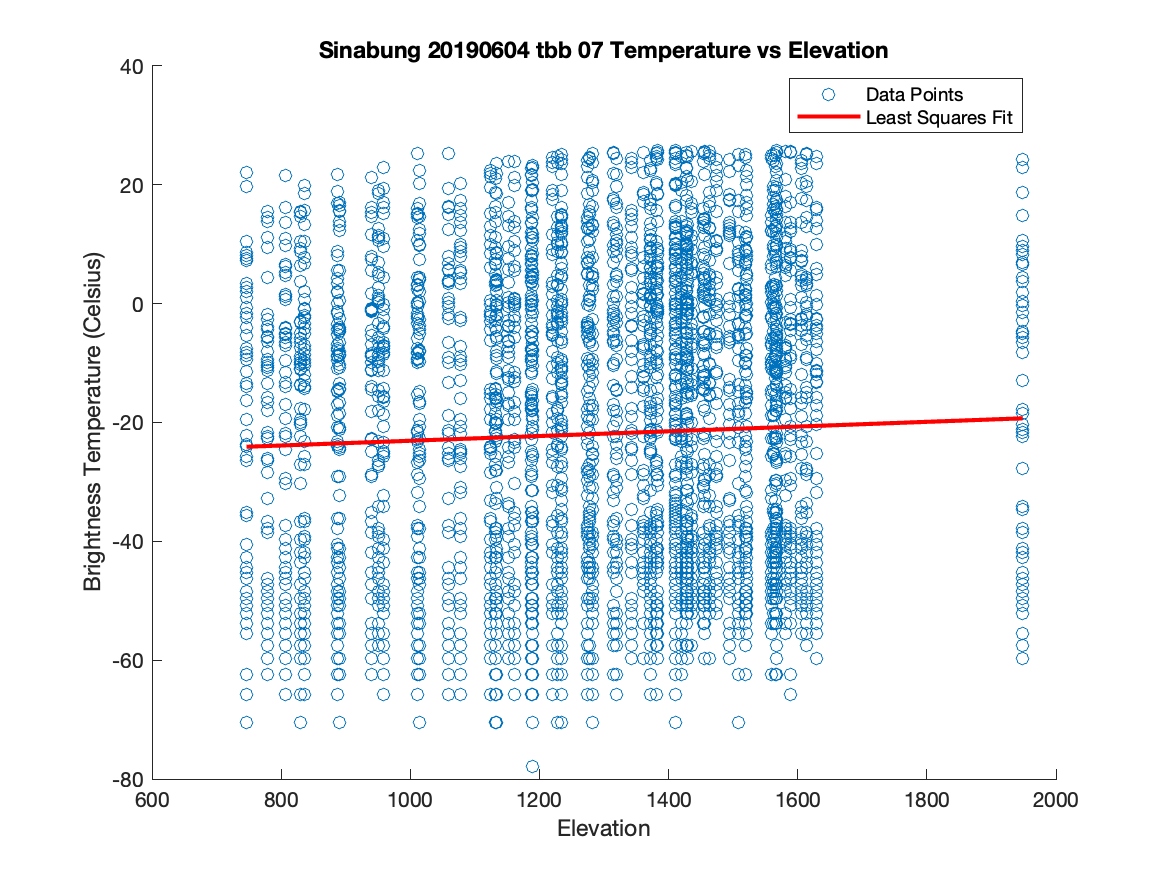 Sinabung 20190604 tbb 07 Temperature vs Elevation
Data Points
Least Squares Fit
Brightness Temperature (Celsius)
40
20
0
-20
-40
-60
-80
600 800 1000 1200 1400 1600 1800 2000
Elevation